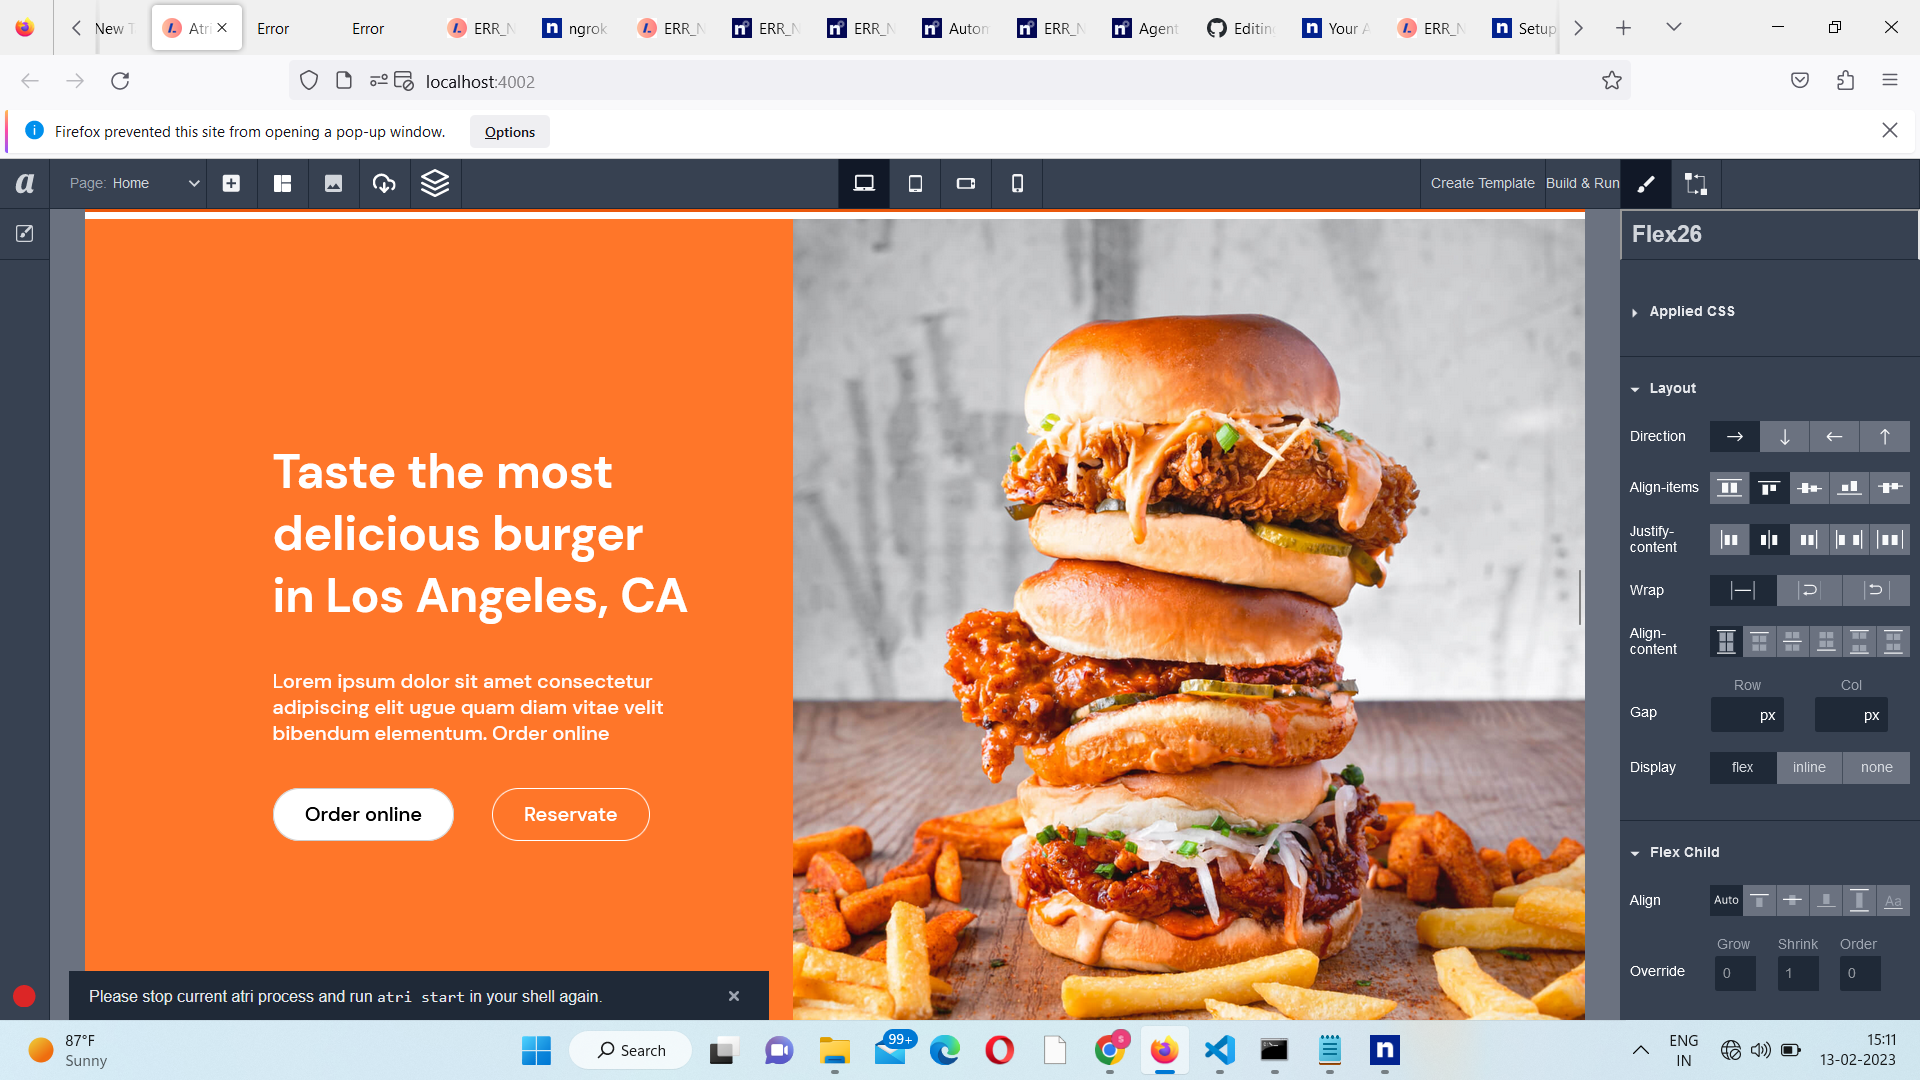 New T
Atri
Error
Error
ERR_N
ngrok
ERR_N
ERR_N
ERR_N
Autom
ERR_N
Agent
Editing
Your A
ERR_N
Setup
localhost:4002
Firefox prevented this site from opening a pop-up window.
Options
Page: Home
Create Template
Build & Run
Flex26
Applied CSS
Layout
Direction
Align-items
Justify-
content
Wrap
Align-
content
Row
Col
Gap
px
px
Display
flex
inline
none
Flex Child
Align
Auto
Aa
Grow
Shrink
Order
Override
0
1
0
Taste the most
delicious burger
in Los Angeles, CA
Lorem ipsum dolor sit amet consectetur
adipiscing elit ugue quam diam vitae velit
bibendum elementum. Order online
Order online
Reservate
Please stop current atri process and run atri start in your shell again.
87°F
Sunny
Search
99+
S
ENG
IN
15:11
13-02-2023